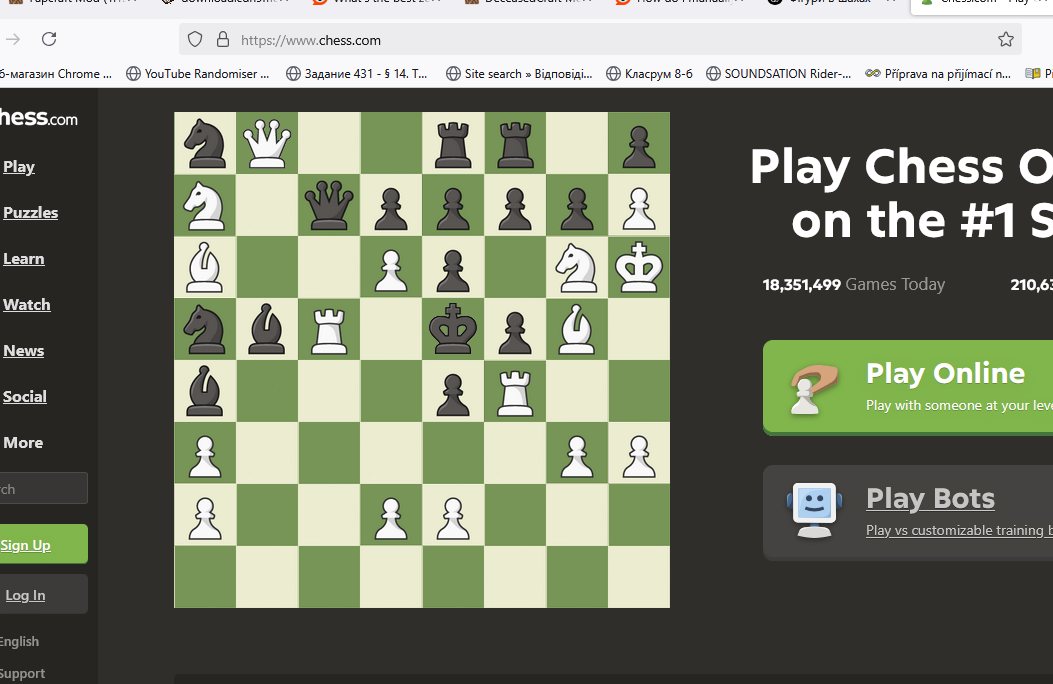 https://www.chess.com
б-магазин Chrome ... YouTube Randomiser ... Задание 431 - § 14. Т... Site search » Відповіді... Класрум 8-б SOUNDSATION Rider-... Příprava na přijímací n...
hess.com
Play
Puzzles
Learn
Watch
News
Social
More
rch
Sign Up
Log In
English
Support
Play Chess O
on the #1 S
18,351,499 Games Today 210,63
Play Online
Play with someone at your leve
Play Bots
Play vs customizable training b